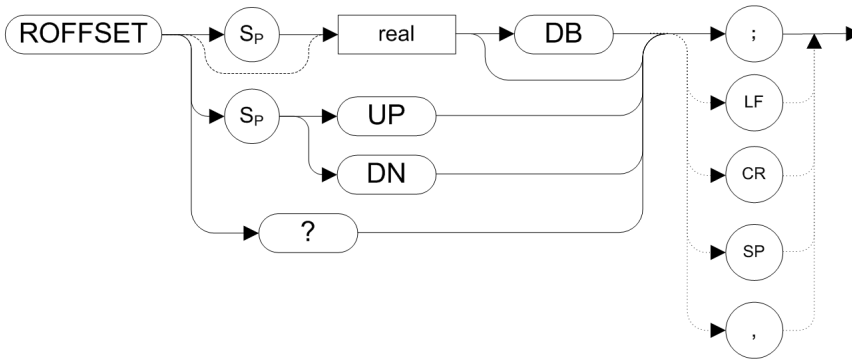 ROFFSET SP real DB ;
SP UP LF
DN CR
? SP
,